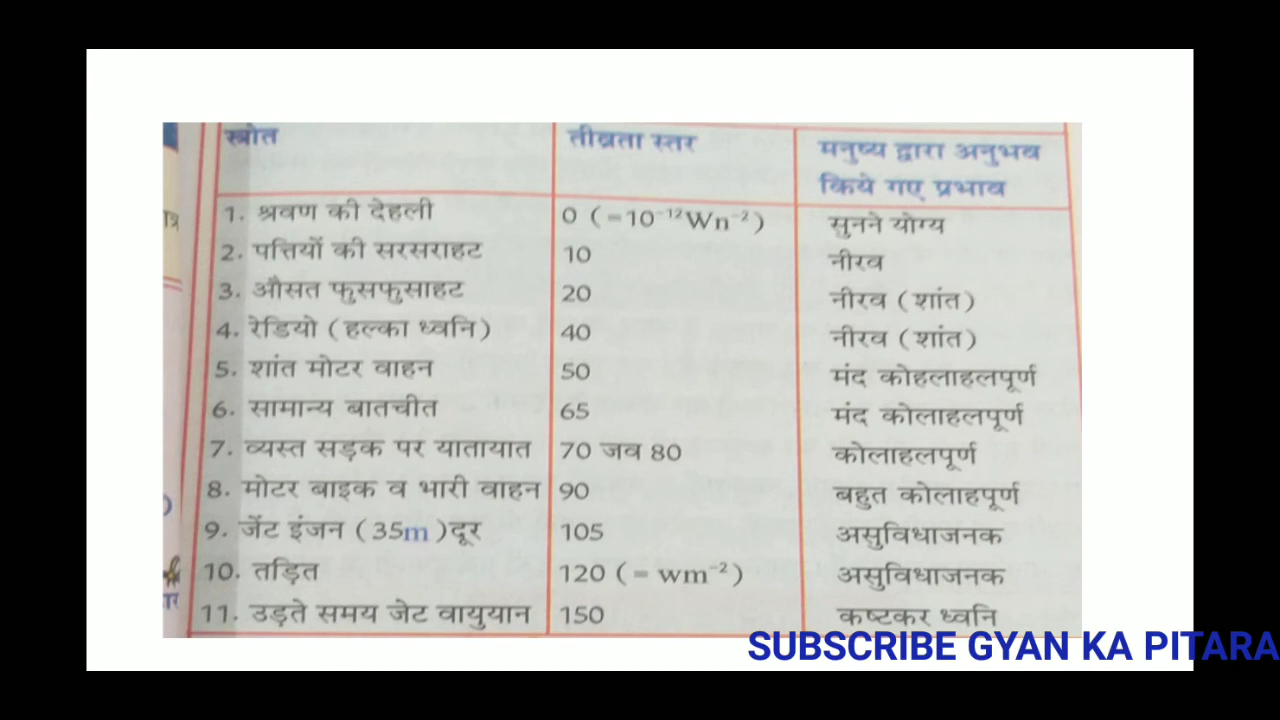 स्त्रोत तीव्रता स्तर मनुष्य द्वारा अनुभव
किये गए प्रभाव
1. श्रवण की देहली 0 (=10⁻¹²Wn⁻²) सुनने योग्य
2. पत्तियों की सरसराहट 10 नीरव
3. औसत फुसफुसाहट 20 नीरव (शांत)
4. रेडियो (हल्का ध्वनि) 40 नीरव (शांत)
5. शांत मोटर वाहन 50 मंद कोहलाहलपूर्ण
6. सामान्य बातचीत 65 मंद कोलाहलपूर्ण
7. व्यस्त सड़क पर यातायात 70 जव 80 कोलाहलपूर्ण
8. मोटर बाइक व भारी वाहन 90 बहुत कोलाहपूर्ण
9. जेंट इंजन (35m)दूर 105 असुविधाजनक
10. तड़ित 120 (= wm⁻²) असुविधाजनक
11. उड़ते समय जेट वायुयान 150 कष्टकर ध्वनि
SUBSCRIBE GYAN KA PITARA